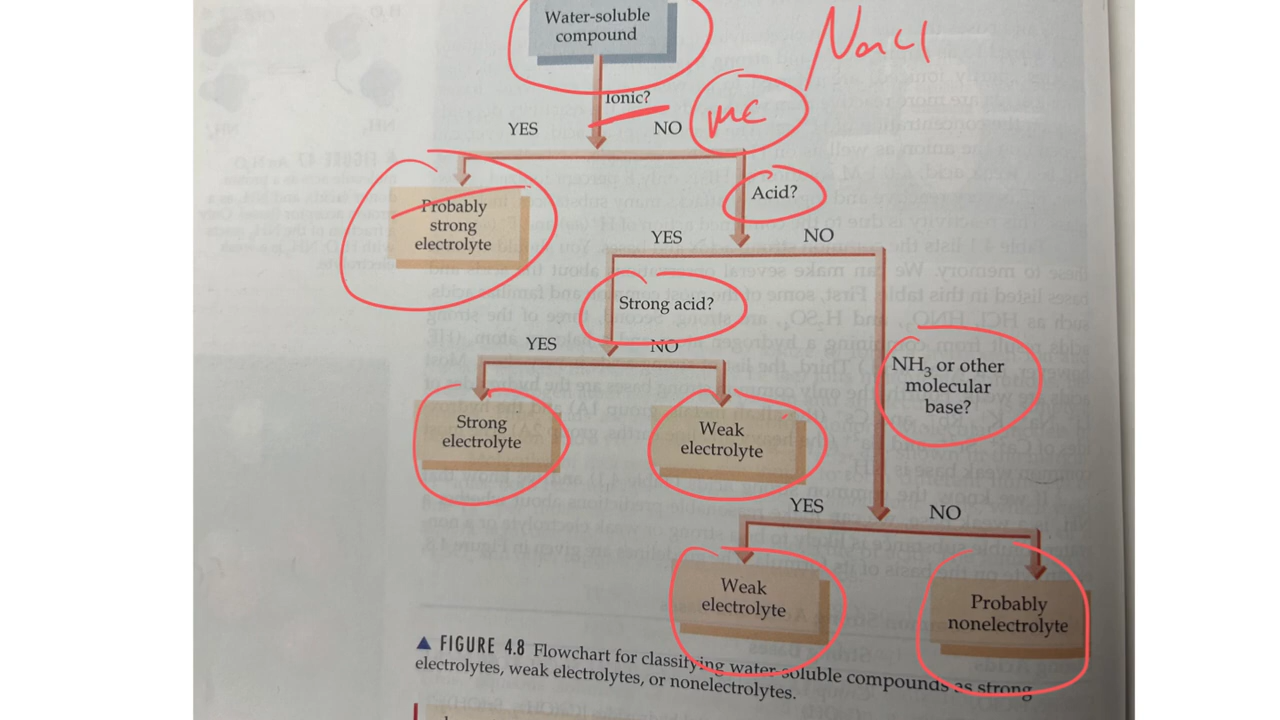 Water-soluble
compound
NaCl
Ionic?
YES
NO
Acid?
Probably
strong
electrolyte
YES
NO
Strong acid?
YES
NO
NH3 or other
molecular
base?
Strong
electrolyte
Weak
electrolyte
YES
NO
Weak
electrolyte
Probably
nonelectrolyte
▲ FIGURE 4.8 Flowchart for classifying water-soluble compounds as strong
electrolytes, weak electrolytes, or nonelectrolytes.